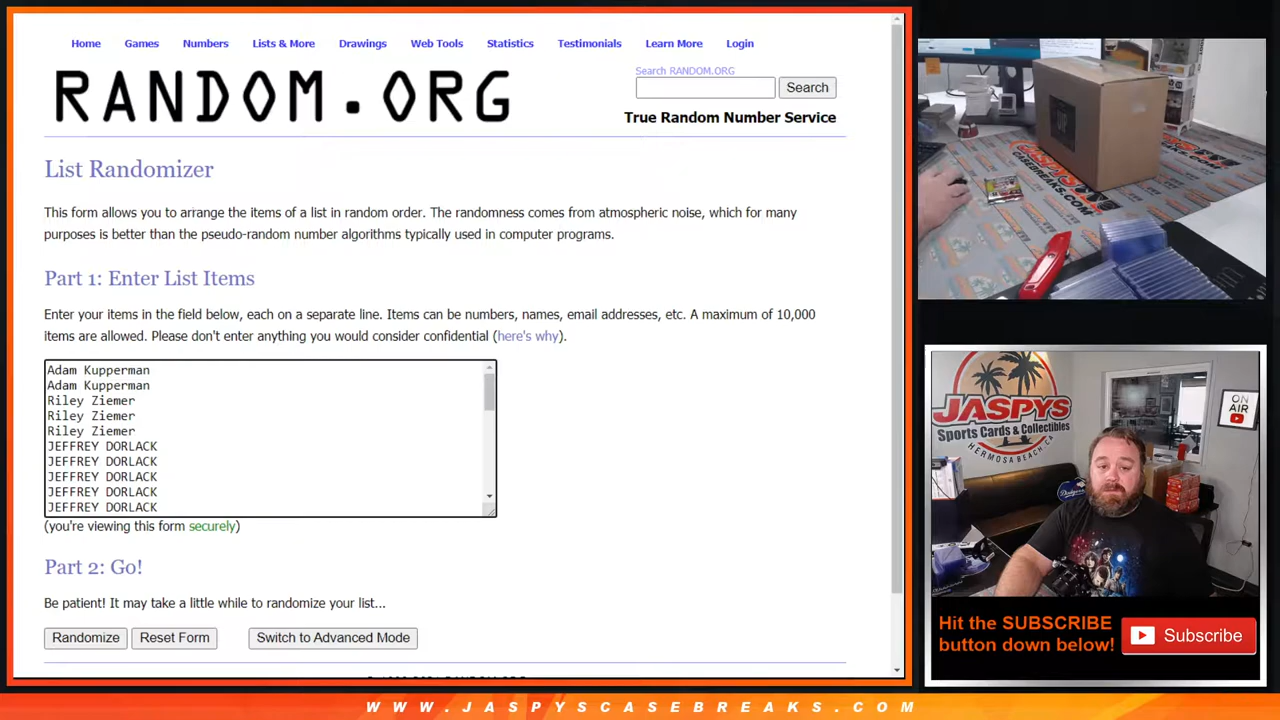 Home Games Numbers Lists & More Drawings Web Tools Statistics Testimonials Learn More Login
RANDOM.ORG
Search RANDOM.ORG
Search
True Random Number Service
List Randomizer
This form allows you to arrange the items of a list in random order. The randomness comes from atmospheric noise, which for many
purposes is better than the pseudo-random number algorithms typically used in computer programs.
Part 1: Enter List Items
Enter your items in the field below, each on a separate line. Items can be numbers, names, email addresses, etc. A maximum of 10,000
items are allowed. Please don't enter anything you would consider confidential (here's why).
Adam Kupperman
Adam Kupperman
Riley Ziemer
Riley Ziemer
Riley Ziemer
JEFFREY DORLACK
JEFFREY DORLACK
JEFFREY DORLACK
JEFFREY DORLACK
JEFFREY DORLACK
(you're viewing this form securely)
Part 2: Go!
Be patient! It may take a little while to randomize your list...
Randomize Reset Form Switch to Advanced Mode
JASPYS
CASEBREAKS.COM
JASPYS
Sports Cards & Collectibles
HERMOSA BEACH CA
ON
AIR
Dodgers
Hit the SUBSCRIBE
button down below!
Subscribe
WWW.JASPYSCASEBREAKS.COM